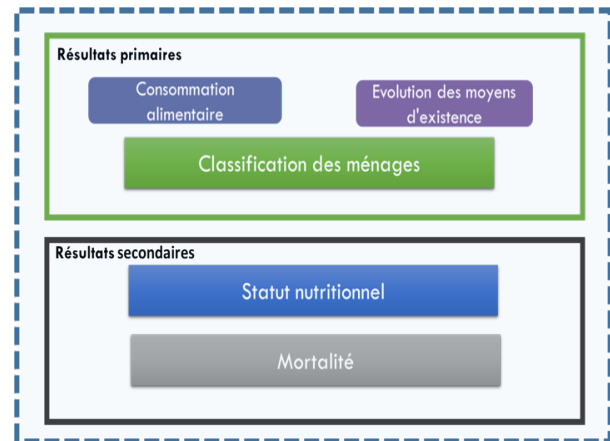 Résultats primaires
Consommation
alimentaire
Evolution des moyens
d'existence
Classification des ménages
Résultats secondaires
Statut nutritionnel
Mortalité